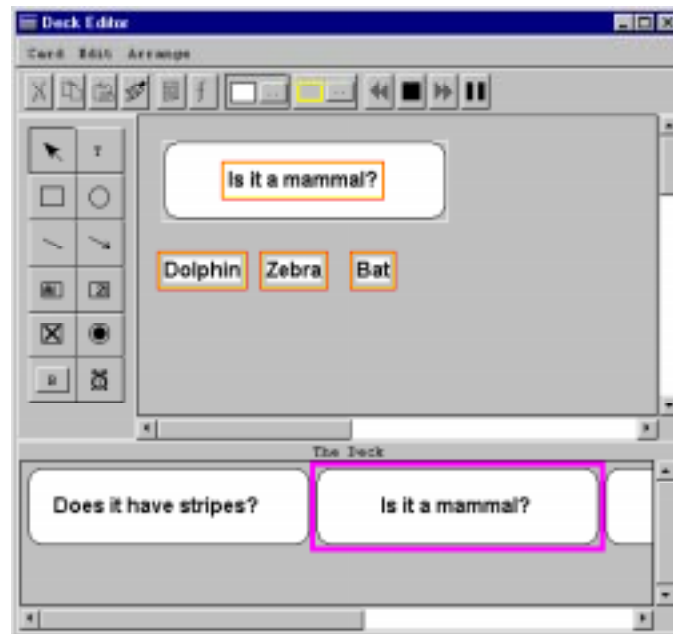 Deck Editor
Card Edit Arrange
T
Is it a mammal?
Dolphin Zebra Bat
B
The Deck
Does it have stripes? Is it a mammal?